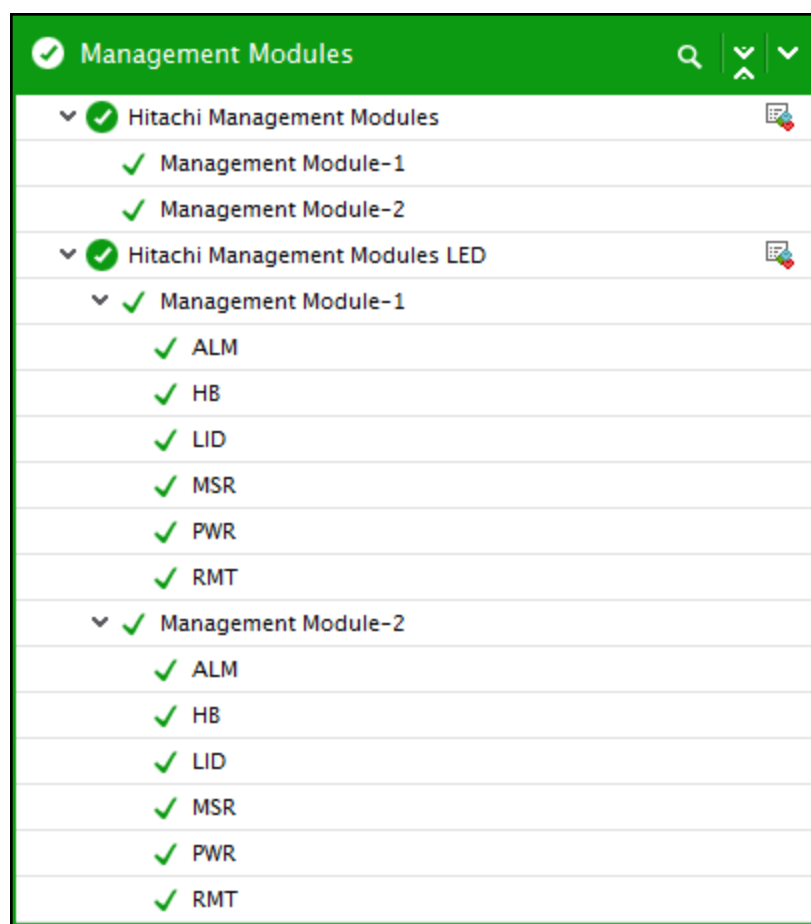 Management Modules
Hitachi Management Modules
Management Module-1
Management Module-2
Hitachi Management Modules LED
Management Module-1
ALM
HB
LID
MSR
PWR
RMT
Management Module-2
ALM
HB
LID
MSR
PWR
RMT